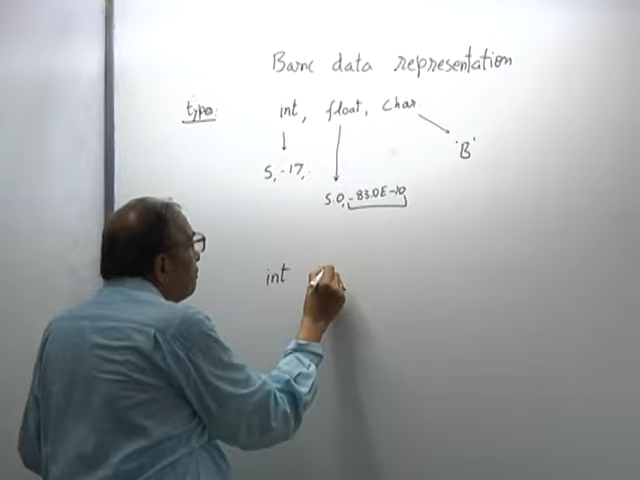 Basic data representation
type: int, float, char
'B'
5, -17,
5.0, -83.0E-10
int